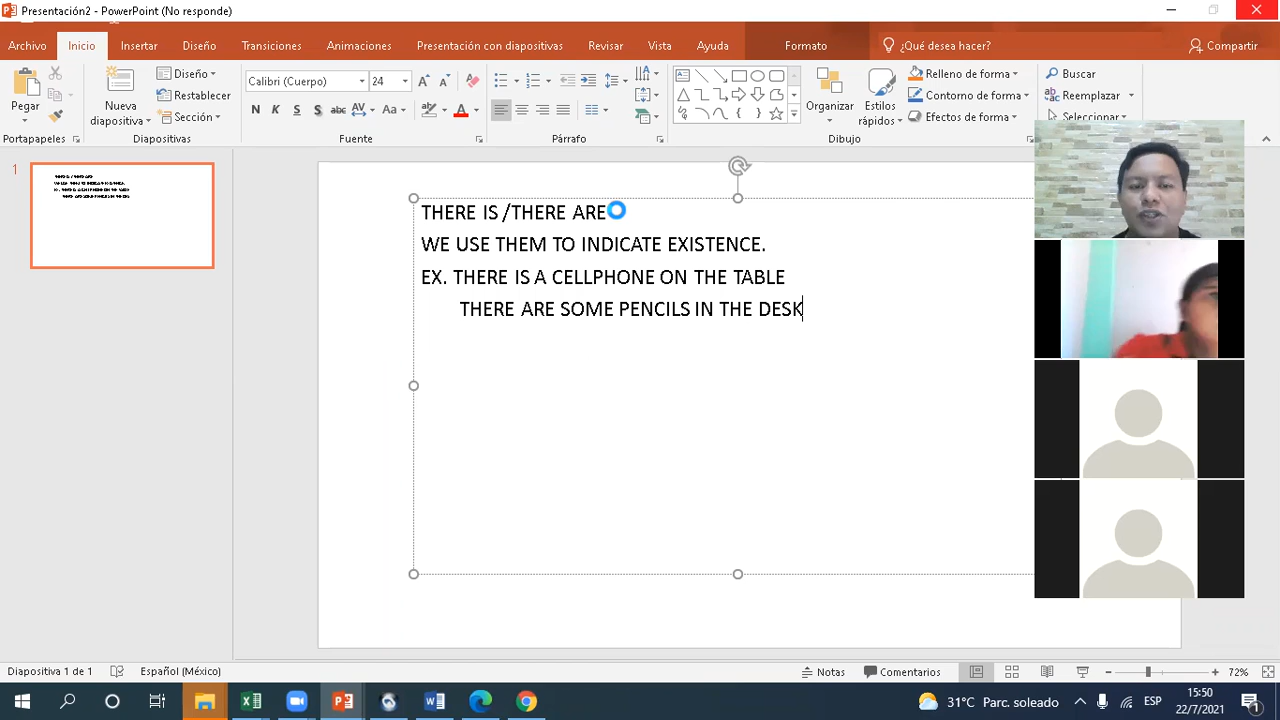 Presentación2 - PowerPoint (No responde)
Archivo Inicio Insertar Diseño Transiciones Animaciones Presentación con diapositivas Revisar Vista Ayuda Formato ¿Qué desea hacer? Compartir
Pegar
Nueva diapositiva
Diseño
Restablecer
Sección
Calibri (Cuerpo) 24
N K S S abc AV Aa A
Organizar
Estilos rápidos
Relleno de forma
Contorno de forma
Efectos de forma
Buscar
Reemplazar
Seleccionar
Portapapeles Diapositivas Fuente Párrafo Dibujo
1
THERE IS /THERE ARE
WE USE THEM TO INDICATE EXISTENCE.
EX. THERE IS A CELLPHONE ON THE TABLE
THERE ARE SOME PENCILS IN THE DESK
Diapositiva 1 de 1 Español (México) Notas Comentarios 72%
31°C Parc. soleado ESP 15:50
22/7/2021
1